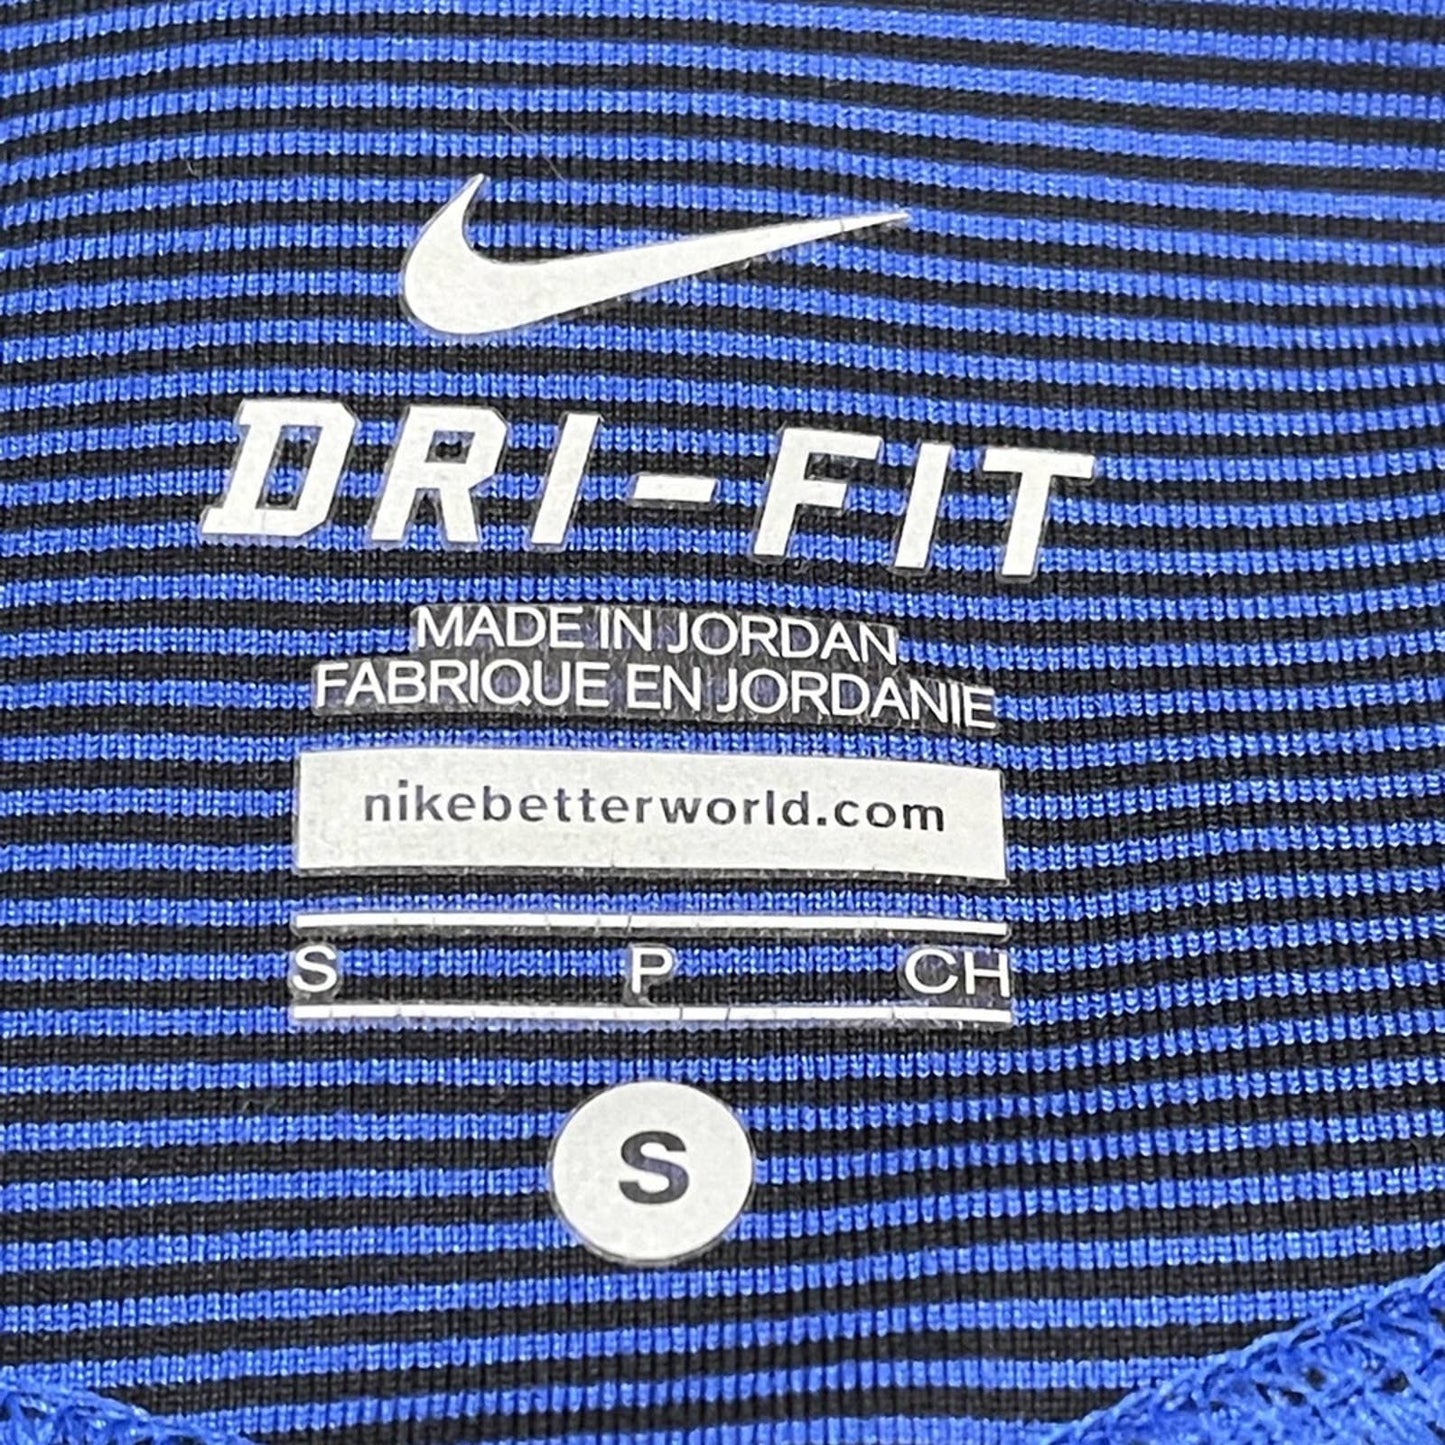 DRI-FIT
MADE IN JORDAN
FABRIQUE EN JORDANIE
nikebetterworld.com
S P CH
S